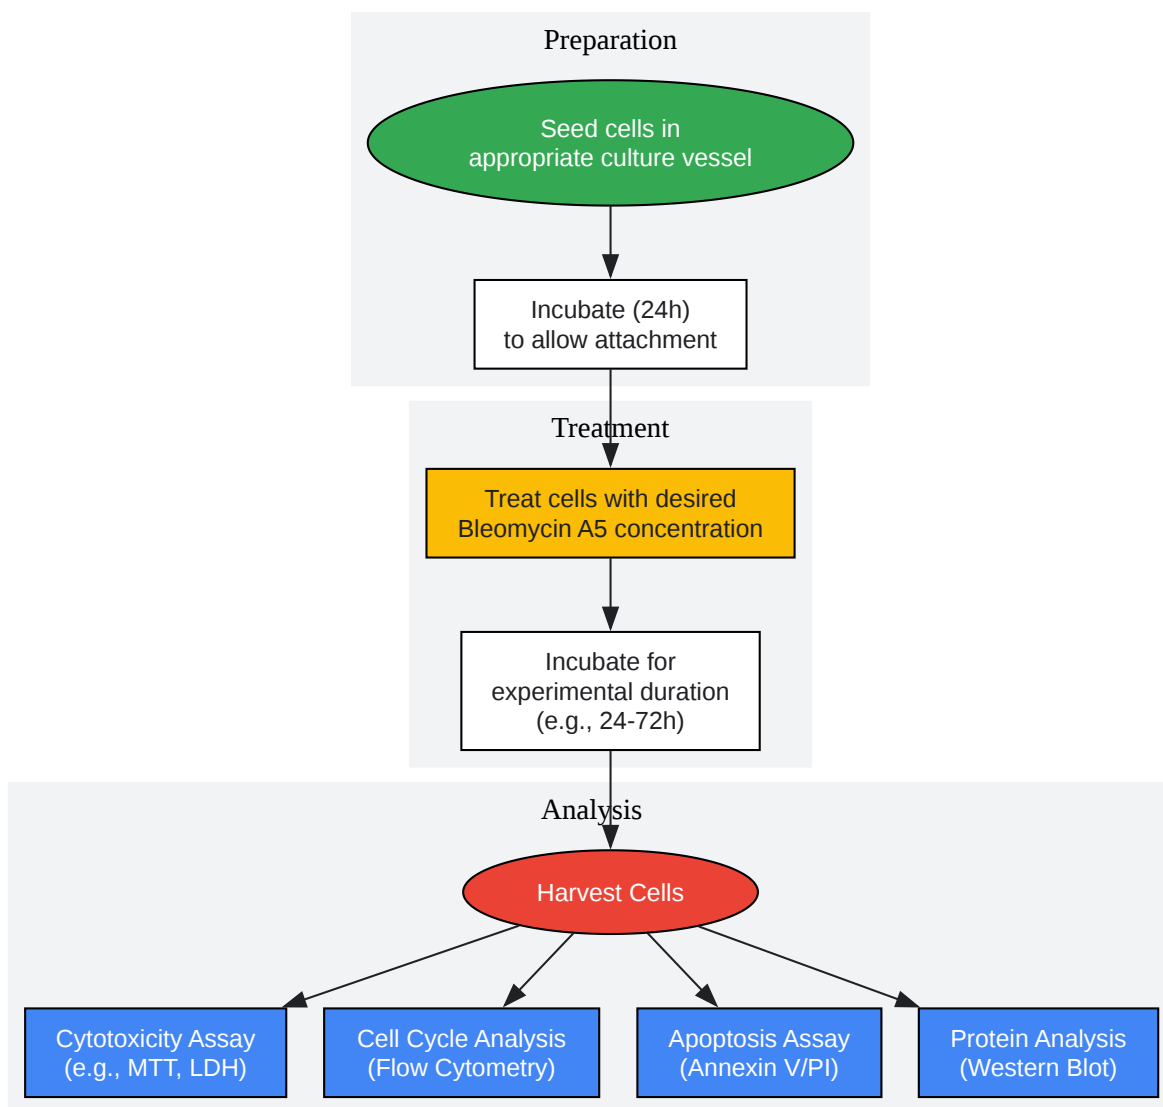 Preparation
Seed cells in
appropriate culture vessel
Incubate (24h)
to allow attachment
Treatment
Treat cells with desired
Bleomycin A5 concentration
Incubate for
experimental duration
(e.g., 24-72h)
Analysis
Harvest Cells
Cytotoxicity Assay
(e.g., MTT, LDH)
Cell Cycle Analysis
(Flow Cytometry)
Apoptosis Assay
(Annexin V/PI)
Protein Analysis
(Western Blot)